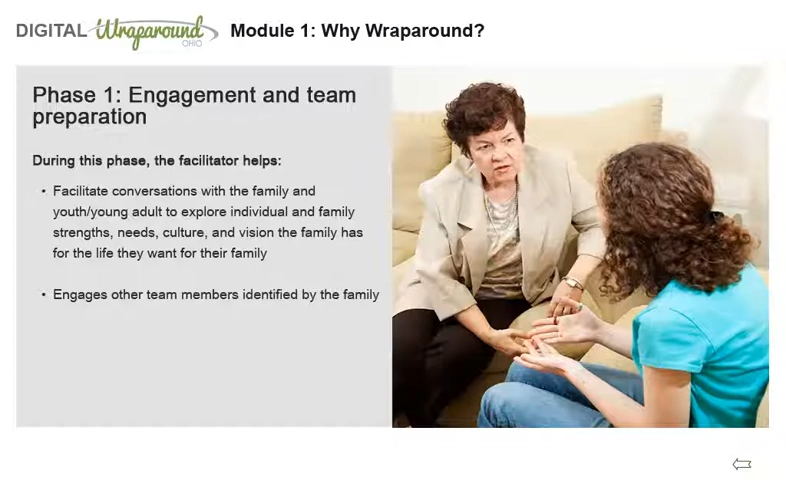 DIGITAL Wraparound OHIO Module 1: Why Wraparound?
Phase 1: Engagement and team
preparation
During this phase, the facilitator helps:
• Facilitate conversations with the family and
youth/young adult to explore individual and family
strengths, needs, culture, and vision the family has
for the life they want for their family
• Engages other team members identified by the family